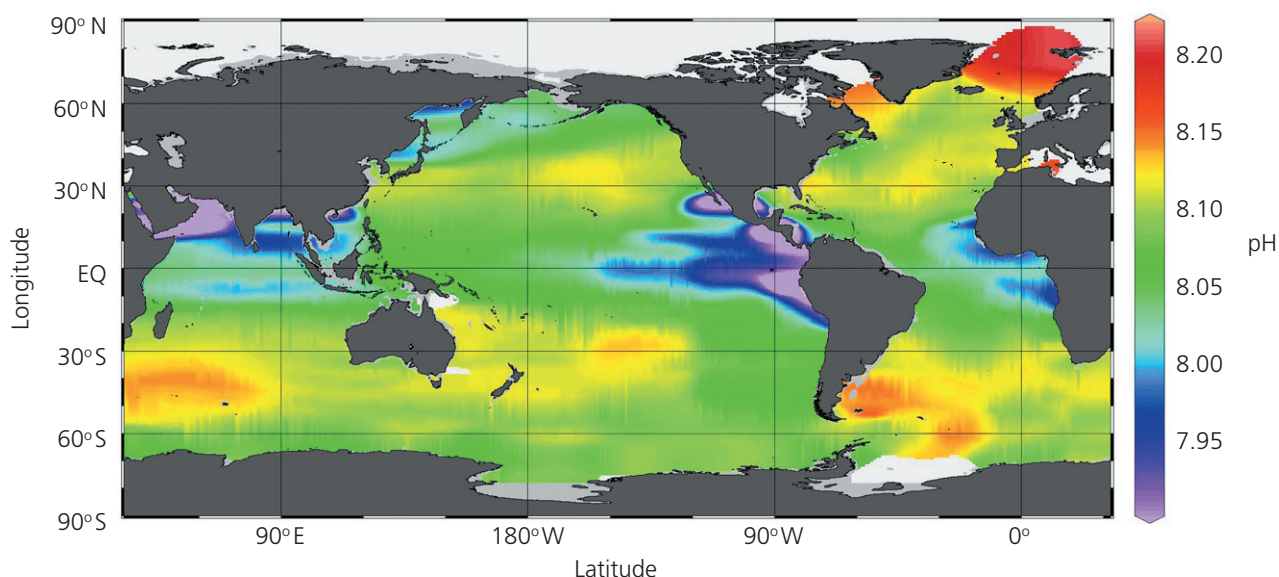 90° N
60° N
30° N
EQ
30° S
60° S
90° S
Longitude
90° E
180° W
90° W
0°
Latitude
8.20
8.15
8.10
8.05
8.00
7.95
pH